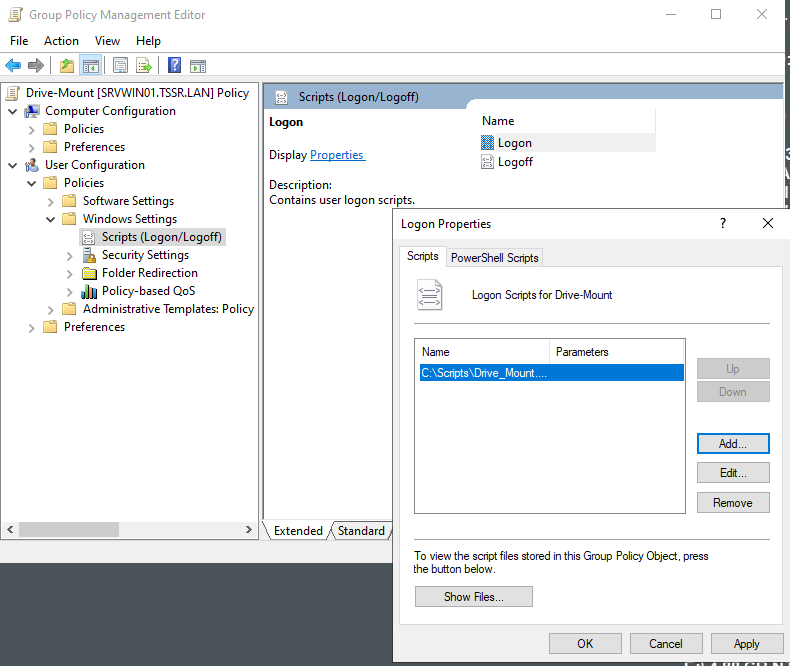 Group Policy Management Editor
File Action View Help
Drive-Mount [SRVWIN01.TSSR.LAN] Policy
Computer Configuration
Policies
Preferences
User Configuration
Policies
Software Settings
Windows Settings
Scripts (Logon/Logoff)
Security Settings
Folder Redirection
Policy-based QoS
Administrative Templates: Policy
Preferences
Scripts (Logon/Logoff)
Logon
Display Properties
Description:
Contains user logon scripts.
Name
Logon
Logoff
Extended Standard
Logon Properties
?
Scripts PowerShell Scripts
Logon Scripts for Drive-Mount
Name Parameters
C:\Scripts\Drive_Mount....
Up
Down
Add...
Edit...
Remove
To view the script files stored in this Group Policy Object, press
the button below.
Show Files...
OK Cancel Apply